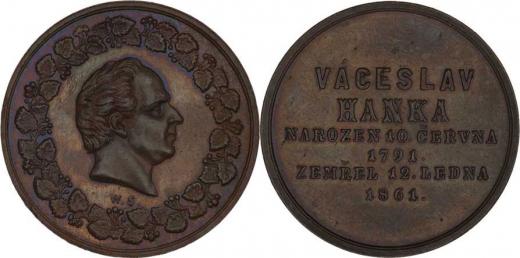 W. S.
VÁCESLAV
HANKA
NAROZEN 10. ČERVNA
1791.
ZEMŘEL 12. LEDNA
1861.